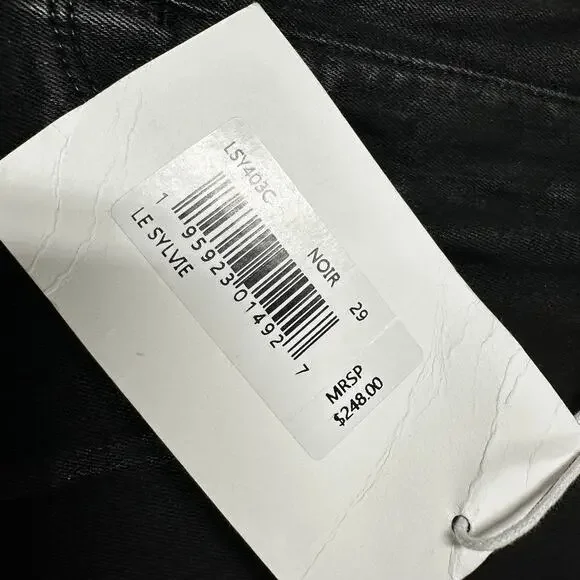 LSY403C NOIR 29
1 95923 01492 7
LE SYLVIE
MRSP
$248.00